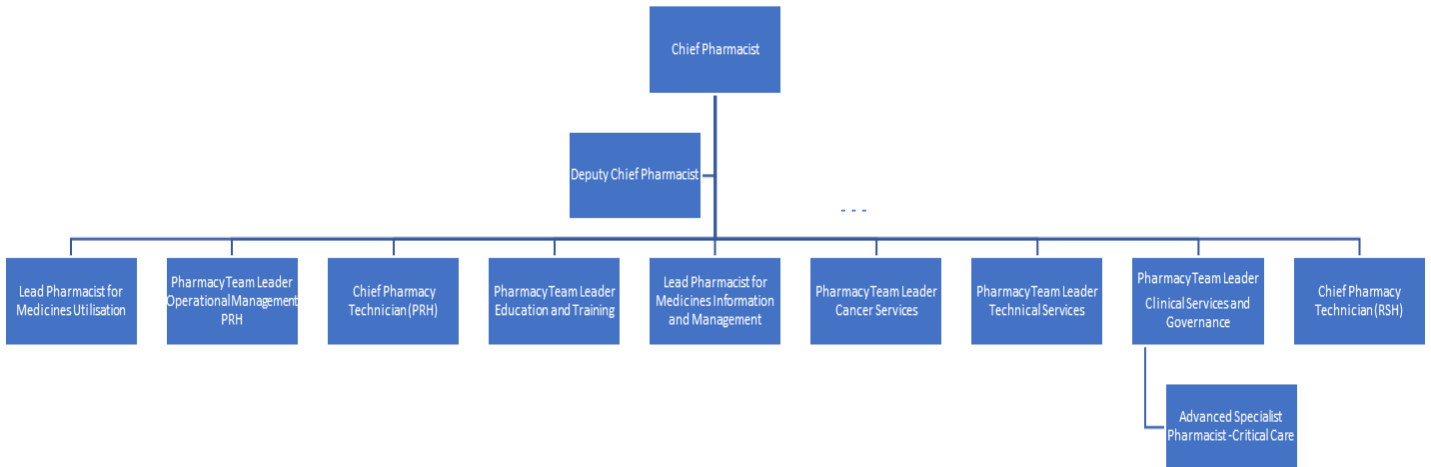 Chief Pharmacist
Deputy Chief Pharmacist
- - -
Lead Pharmacist for
Medicines Utilisation
Pharmacy Team Leader
Operational Management
PRH
Chief Pharmacy
Technician (PRH)
Pharmacy Team Leader
Education and Training
Lead Pharmacist for
Medicines Information
and Management
Pharmacy Team Leader
Cancer Services
Pharmacy Team Leader
Technical Services
Pharmacy Team Leader
Clinical Services and
Governance
Chief Pharmacy
Technician (RSH)
Advanced Specialist
Pharmacist -Critical Care